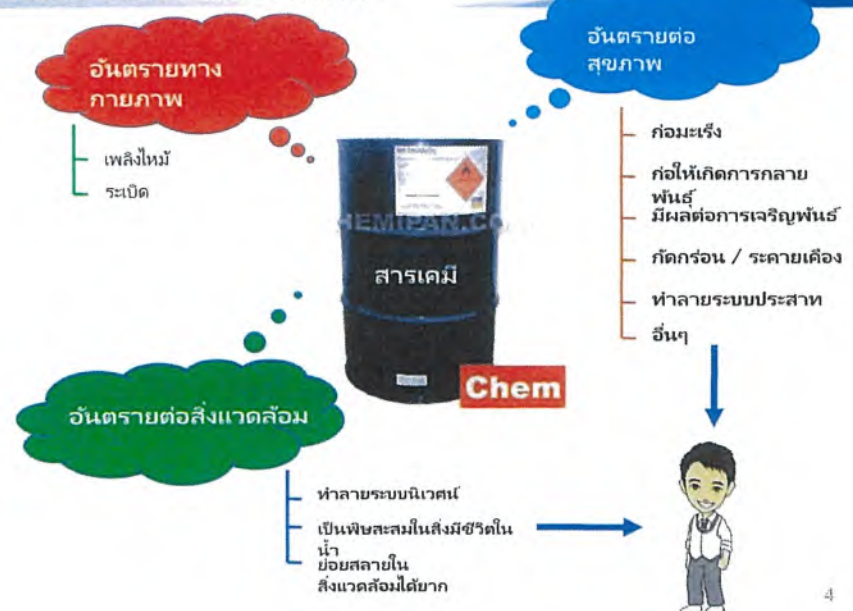 อันตรายทาง
กายภาพ
เพลิงไหม้
ระเบิด
อันตรายต่อ
สุขภาพ
ก่อมะเร็ง
ก่อให้เกิดการกลาย
พันธุ์
มีผลต่อการเจริญพันธ์
กัดกร่อน / ระคายเคือง
ทำลายระบบประสาท
อื่นๆ
HEMIPAN.CO
สารเคมี
Chem
อันตรายต่อสิ่งแวดล้อม
ทำลายระบบนิเวศน์
เป็นพิษสะสมในสิ่งมีชีวิตใน
น้ำ
ย่อยสลายใน
สิ่งแวดล้อมได้ยาก
4